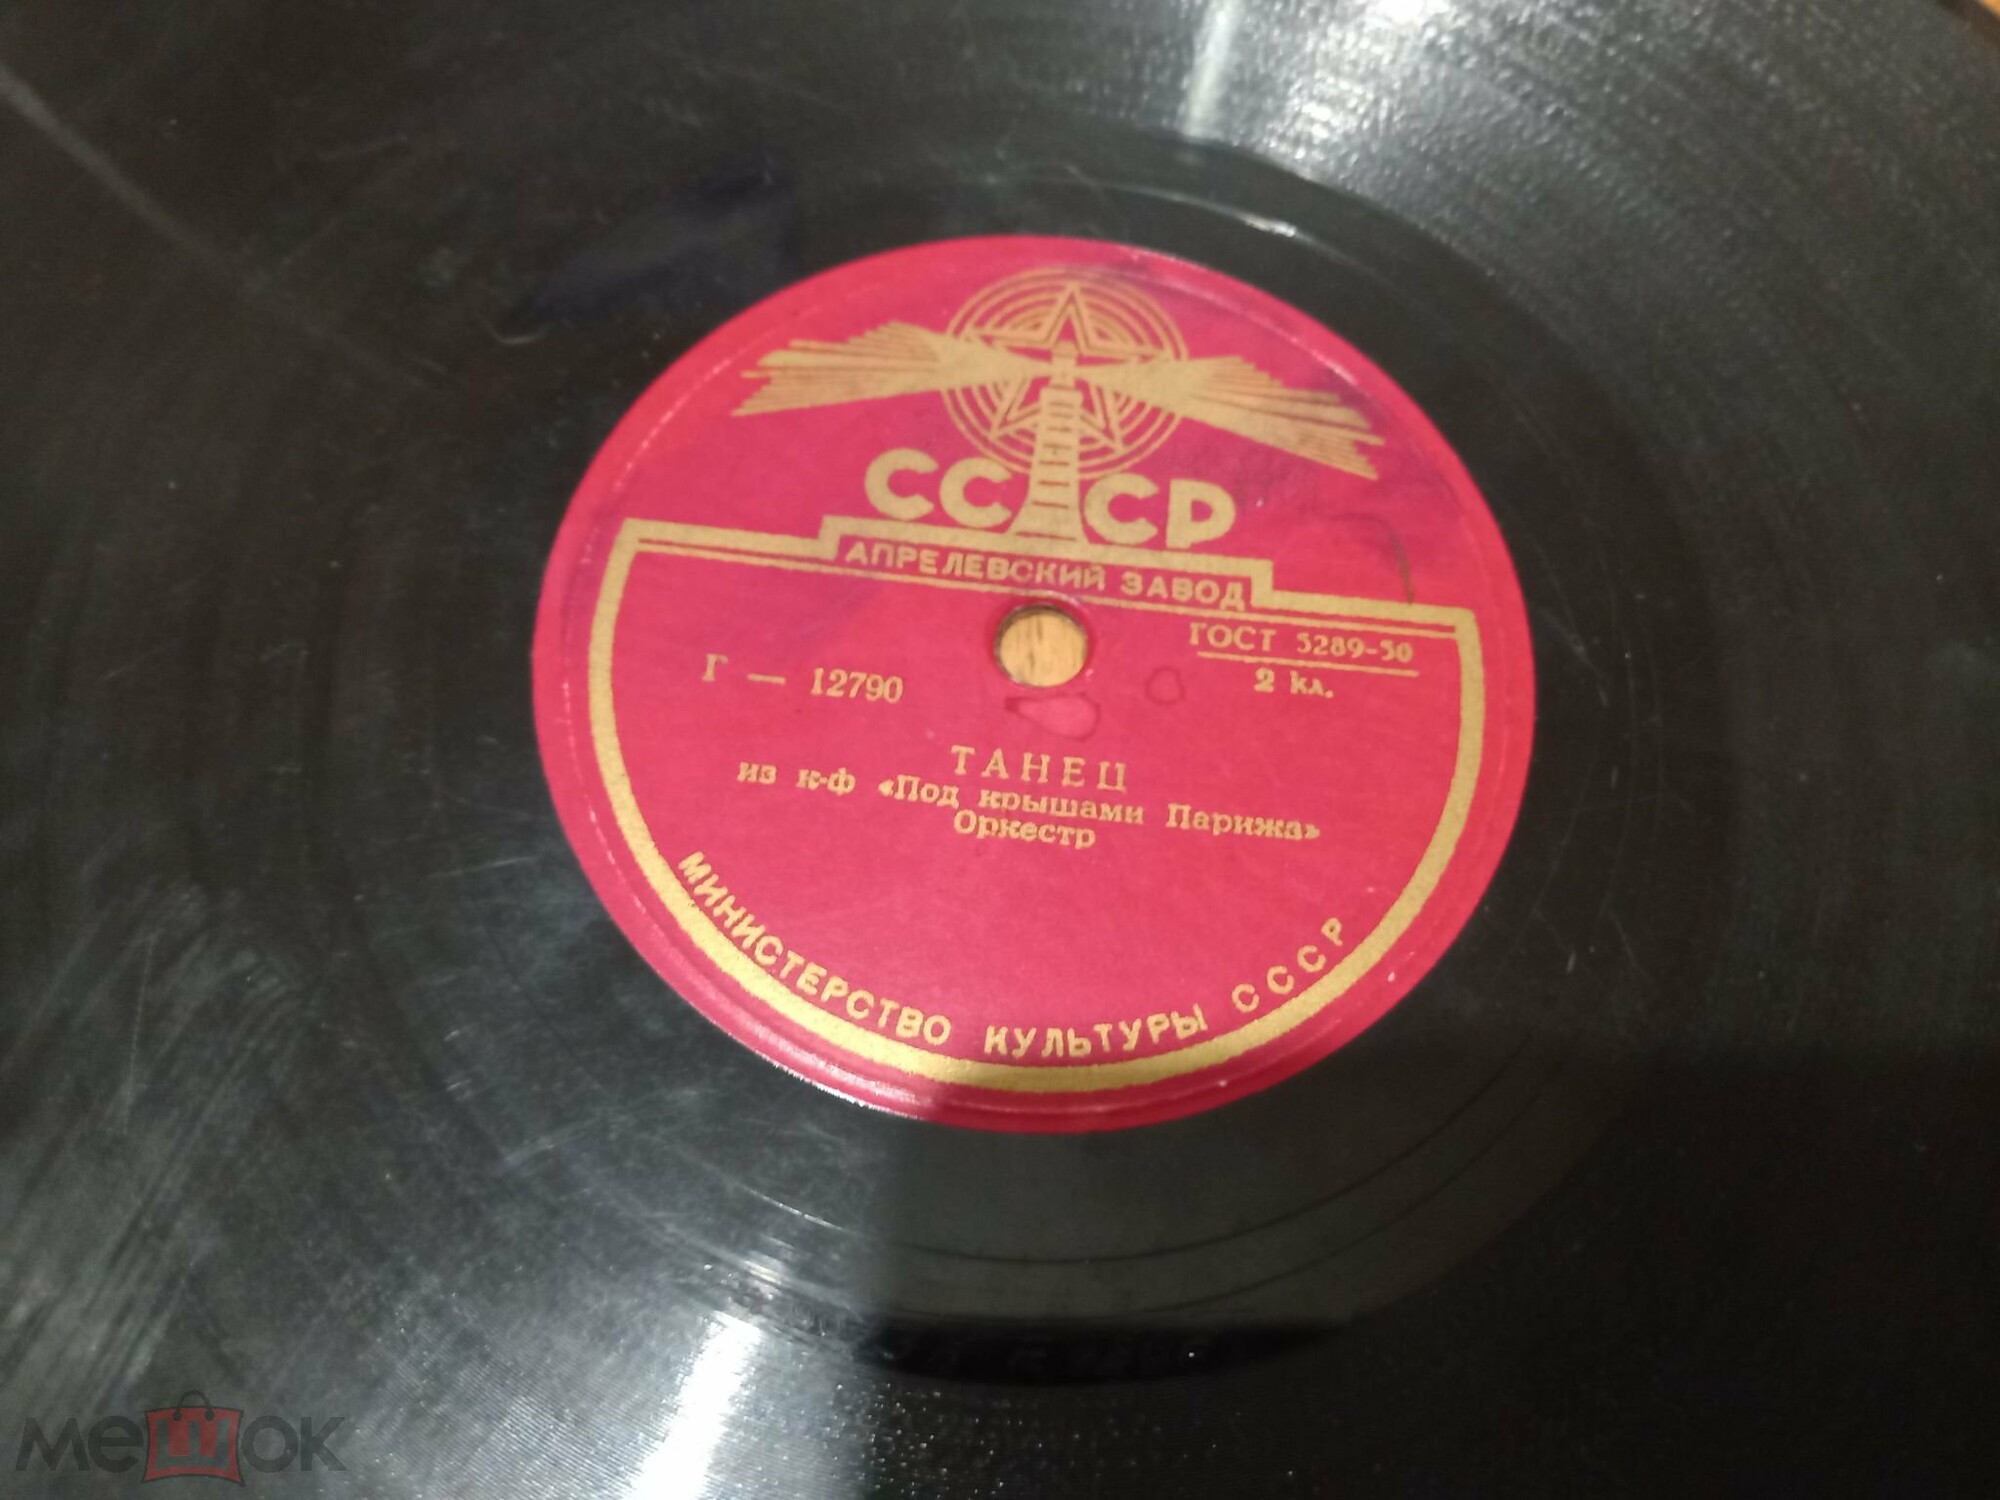 СССР
АПРЕЛЕВСКИЙ ЗАВОД
ГОСТ 5289-50
Г — 12790
2 кл.
ТАНЕЦ
из к-ф «Под крышами Парижа»
Оркестр
МИНИСТЕРСТВО КУЛЬТУРЫ СССР
мешок